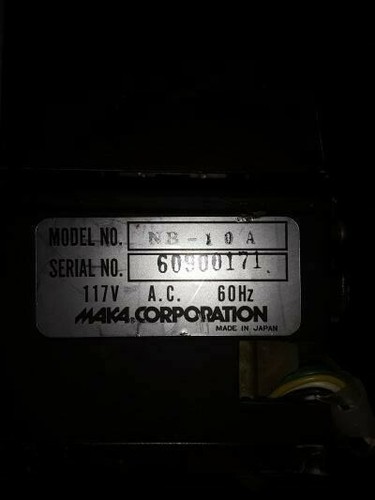 MODEL NO. NB-10A
SERIAL NO. 60900171
117V A.C. 60Hz
MAKA CORPORATION
MADE IN JAPAN